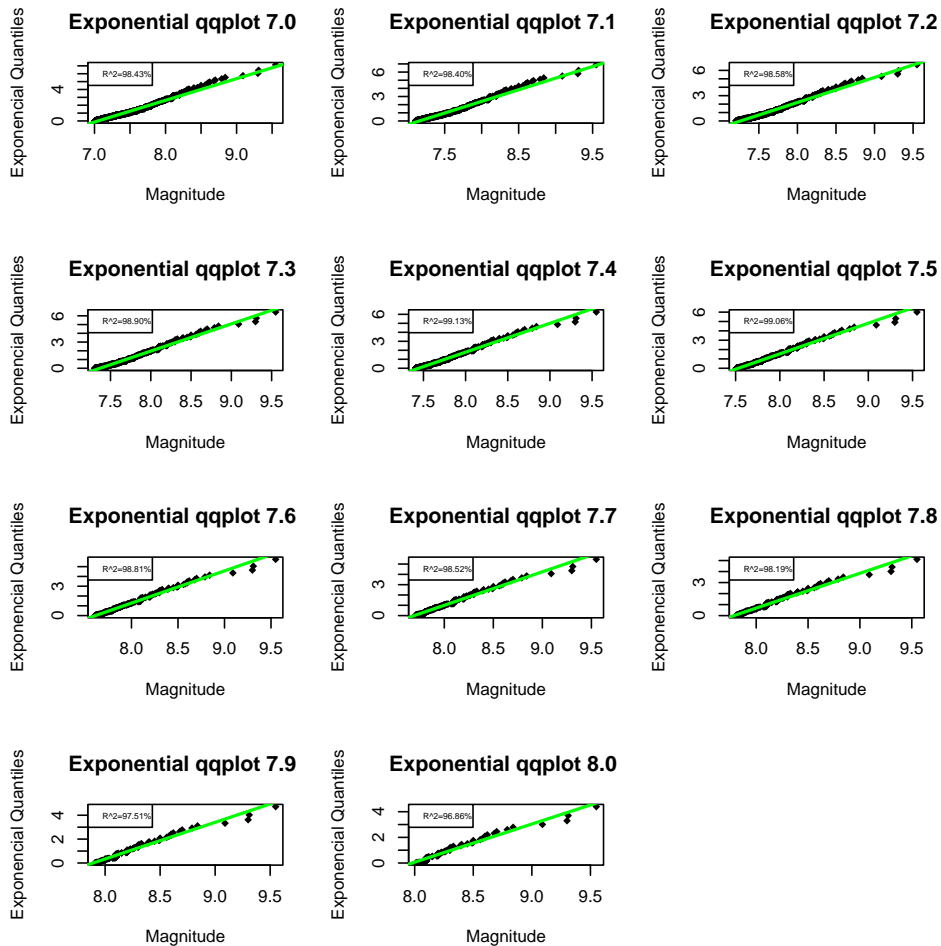 Exponential qqplot 7.0
Exponencial Quantiles
R^2=98.43%
4
0
7.0 8.0 9.0
Magnitude
Exponential qqplot 7.1
Exponencial Quantiles
R^2=98.40%
6
3
0
7.5 8.5 9.5
Magnitude
Exponential qqplot 7.2
Exponencial Quantiles
R^2=98.58%
6
3
0
7.5 8.0 8.5 9.0 9.5
Magnitude
Exponential qqplot 7.3
Exponencial Quantiles
R^2=98.90%
6
3
0
7.5 8.0 8.5 9.0 9.5
Magnitude
Exponential qqplot 7.4
Exponencial Quantiles
R^2=99.13%
6
3
0
7.5 8.0 8.5 9.0 9.5
Magnitude
Exponential qqplot 7.5
Exponencial Quantiles
R^2=99.06%
6
3
0
7.5 8.0 8.5 9.0 9.5
Magnitude
Exponential qqplot 7.6
Exponencial Quantiles
R^2=98.81%
3
0
8.0 8.5 9.0 9.5
Magnitude
Exponential qqplot 7.7
Exponencial Quantiles
R^2=98.52%
3
0
8.0 8.5 9.0 9.5
Magnitude
Exponential qqplot 7.8
Exponencial Quantiles
R^2=98.19%
3
0
8.0 8.5 9.0 9.5
Magnitude
Exponential qqplot 7.9
Exponencial Quantiles
R^2=97.51%
4
2
0
8.0 8.5 9.0 9.5
Magnitude
Exponential qqplot 8.0
Exponencial Quantiles
R^2=96.86%
4
2
0
8.0 8.5 9.0 9.5
Magnitude